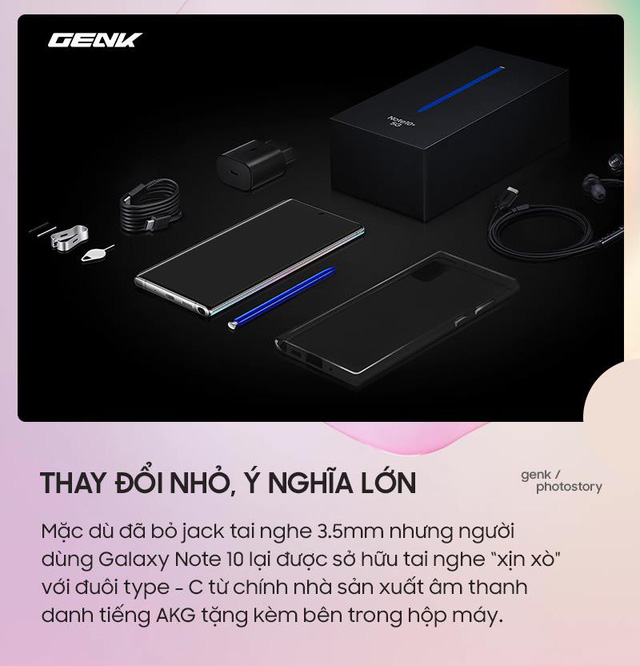 GENK
Note10+
5G
THAY ĐỔI NHỎ, Ý NGHĨA LỚN
genk /
photostory
Mặc dù đã bỏ jack tai nghe 3.5mm nhưng người
dùng Galaxy Note 10 lại được sở hữu tai nghe "xịn xò"
với đuôi type - C từ chính nhà sản xuất âm thanh
danh tiếng AKG tặng kèm bên trong hộp máy.